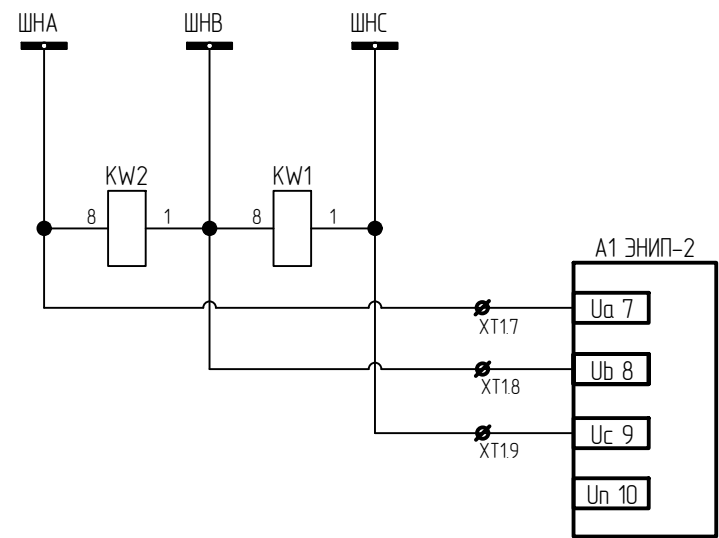 ШНА ШНВ ШНС
KW2 KW1
8 1 8 1
А1 ЭНИП-2
Ua 7
XT1.7
Ub 8
XT1.8
Uc 9
XT1.9
Un 10